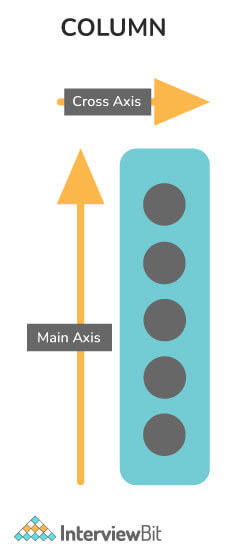 COLUMN
Cross Axis
Main Axis
InterviewBit